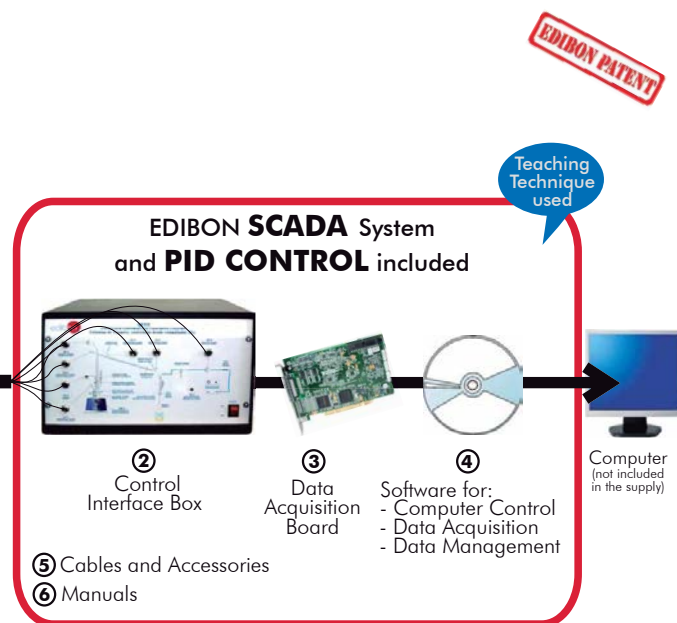 EDIBON PATENT
Teaching
Technique
used
EDIBON SCADA System
and PID CONTROL included
②
Control
Interface Box
③
Data
Acquisition
Board
④
Software for:
- Computer Control
- Data Acquisition
- Data Management
Computer
(not included
in the supply)
⑤ Cables and Accessories
⑥ Manuals